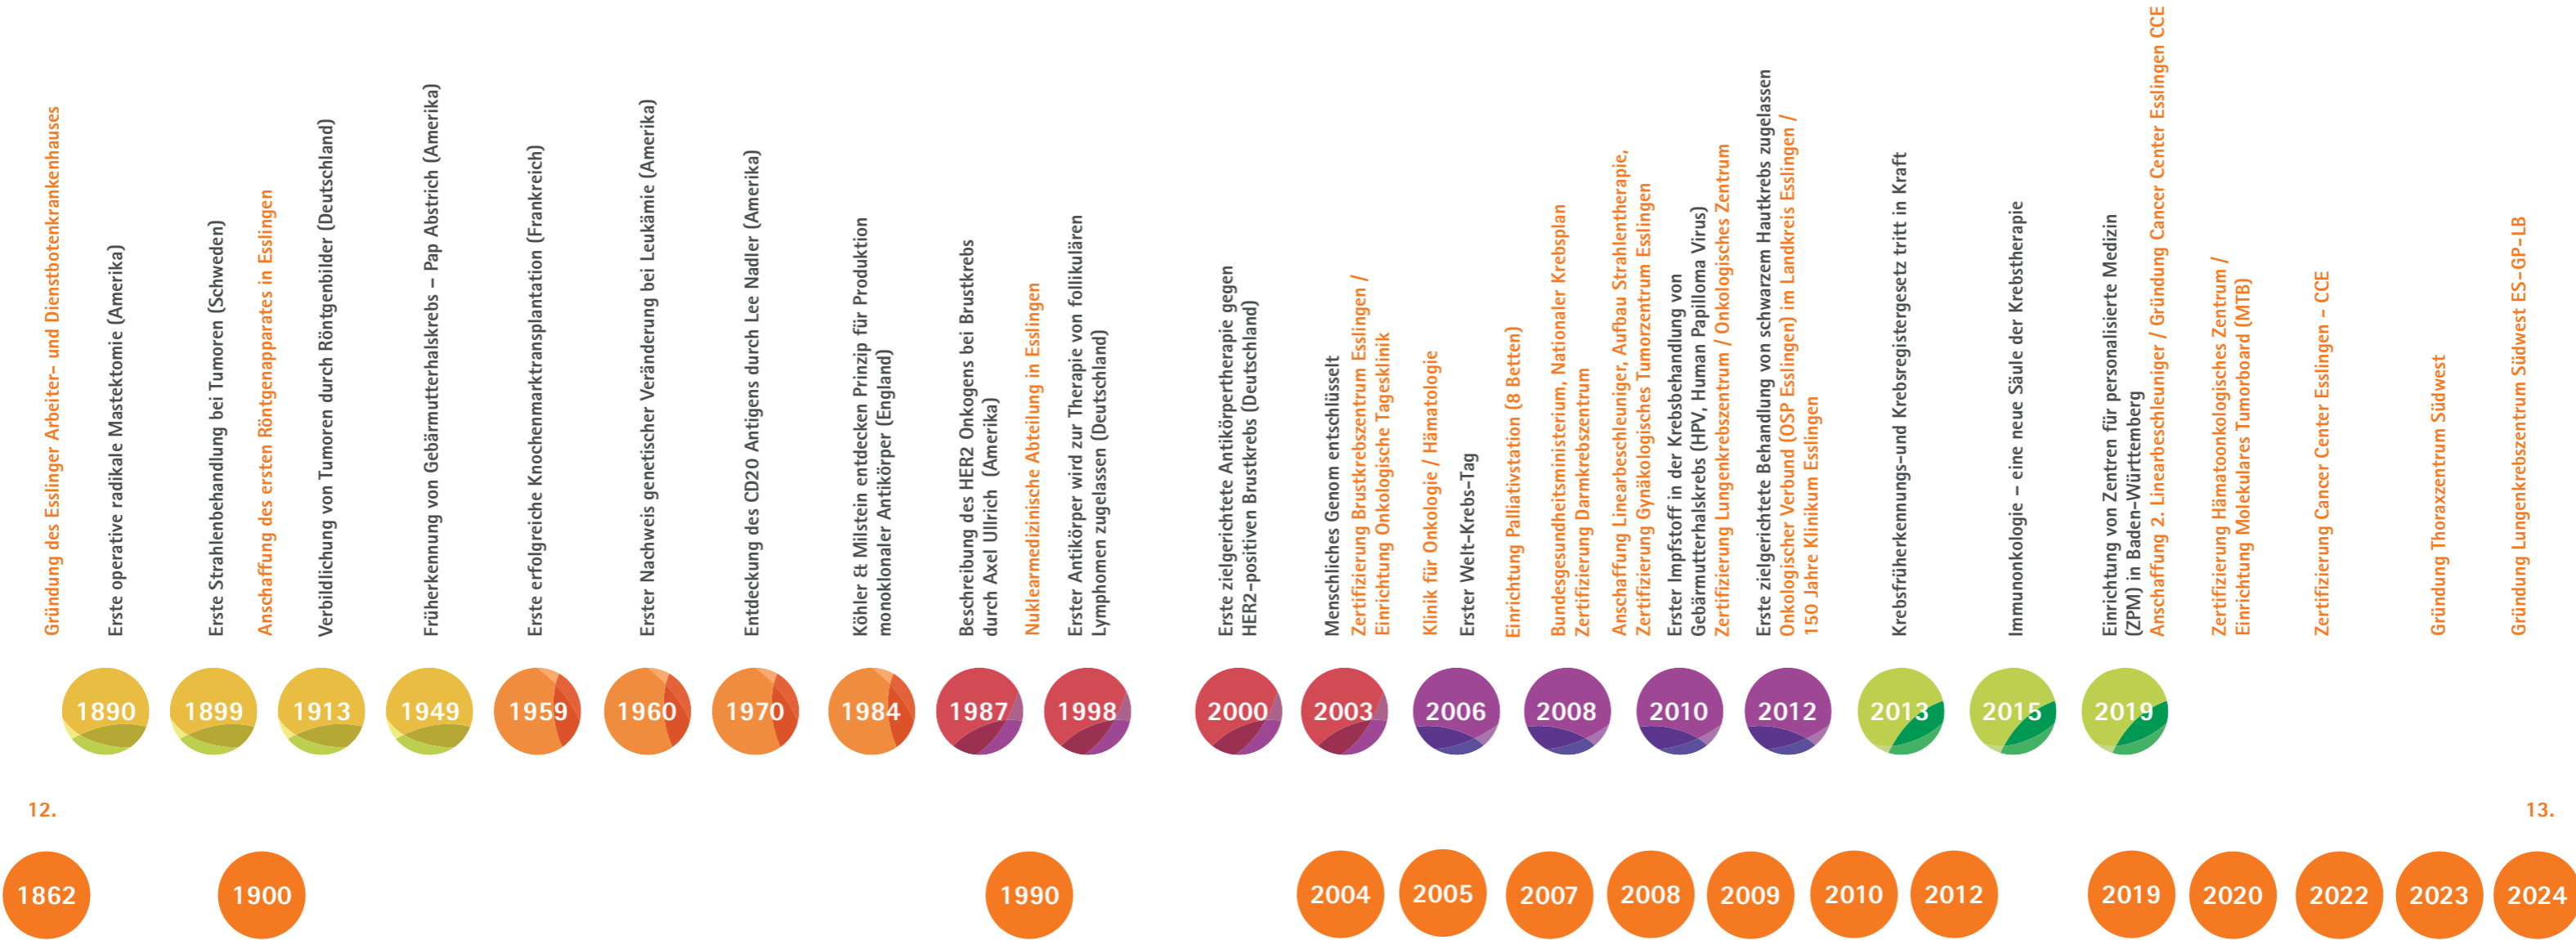 Gründung des Esslinger Arbeiter- und Dienstbotenkrankenhauses
Erste operative radikale Mastektomie (Amerika)
Erste Strahlenbehandlung bei Tumoren (Schweden)
Anschaffung des ersten Röntgenapparates in Esslingen
Verbildlichung von Tumoren durch Röntgenbilder (Deutschland)
Früherkennung von Gebärmutterhalskrebs – Pap Abstrich (Amerika)
Erste erfolgreiche Knochenmarktransplantation (Frankreich)
Erster Nachweis genetischer Veränderung bei Leukämie (Amerika)
Entdeckung des CD20 Antigens durch Lee Nadler (Amerika)
Köhler & Milstein entdecken Prinzip für Produktion
monoklonaler Antikörper (England)
Beschreibung des HER2 Onkogens bei Brustkrebs
durch Axel Ullrich (Amerika)
Nuklearmedizinische Abteilung in Esslingen
Erster Antikörper wird zur Therapie von follikulären
Lymphomen zugelassen (Deutschland)
Erste zielgerichtete Antikörpertherapie gegen
HER2-positiven Brustkrebs (Deutschland)
Menschliches Genom entschlüsselt
Zertifizierung Brustkrebszentrum Esslingen /
Einrichtung Onkologische Tagesklinik
Klinik für Onkologie / Hämatologie
Erster Welt-Krebs-Tag
Einrichtung Palliativstation (8 Betten)
Bundesgesundheitsministerium, Nationaler Krebsplan
Zertifizierung Darmkrebszentrum
Anschaffung Linearbeschleuniger, Aufbau Strahlentherapie,
Zertifizierung Gynäkologisches Tumorzentrum Esslingen
Erster Impfstoff in der Krebsbehandlung von
Gebärmutterhalskrebs (HPV, Human Papilloma Virus)
Zertifizierung Lungenkrebszentrum / Onkologisches Zentrum
Erste zielgerichtete Behandlung von schwarzem Hautkrebs zugelassen
Onkologischer Verbund (OSP Esslingen) im Landkreis Esslingen /
150 Jahre Klinikum Esslingen
Krebsfrüherkennungs-und Krebsregistergesetz tritt in Kraft
Immunonkologie – eine neue Säule der Krebstherapie
Einrichtung von Zentren für personalisierte Medizin
(ZPM) in Baden-Württemberg
Anschaffung 2. Linearbeschleuniger / Gründung Cancer Center Esslingen CCE
Zertifizierung Hämatoonkologisches Zentrum /
Einrichtung Molekulares Tumorboard (MTB)
Zertifizierung Cancer Center Esslingen - CCE
Gründung Thoraxzentrum Südwest
Gründung Lungenkrebszentrum Südwest ES-GP-LB
1890
1899
1913
1949
1959
1960
1970
1984
1987
1998
2000
2003
2006
2008
2010
2012
2013
2015
2019
12.
13.
1862
1900
1990
2004
2005
2007
2008
2009
2010
2012
2019
2020
2022
2023
2024